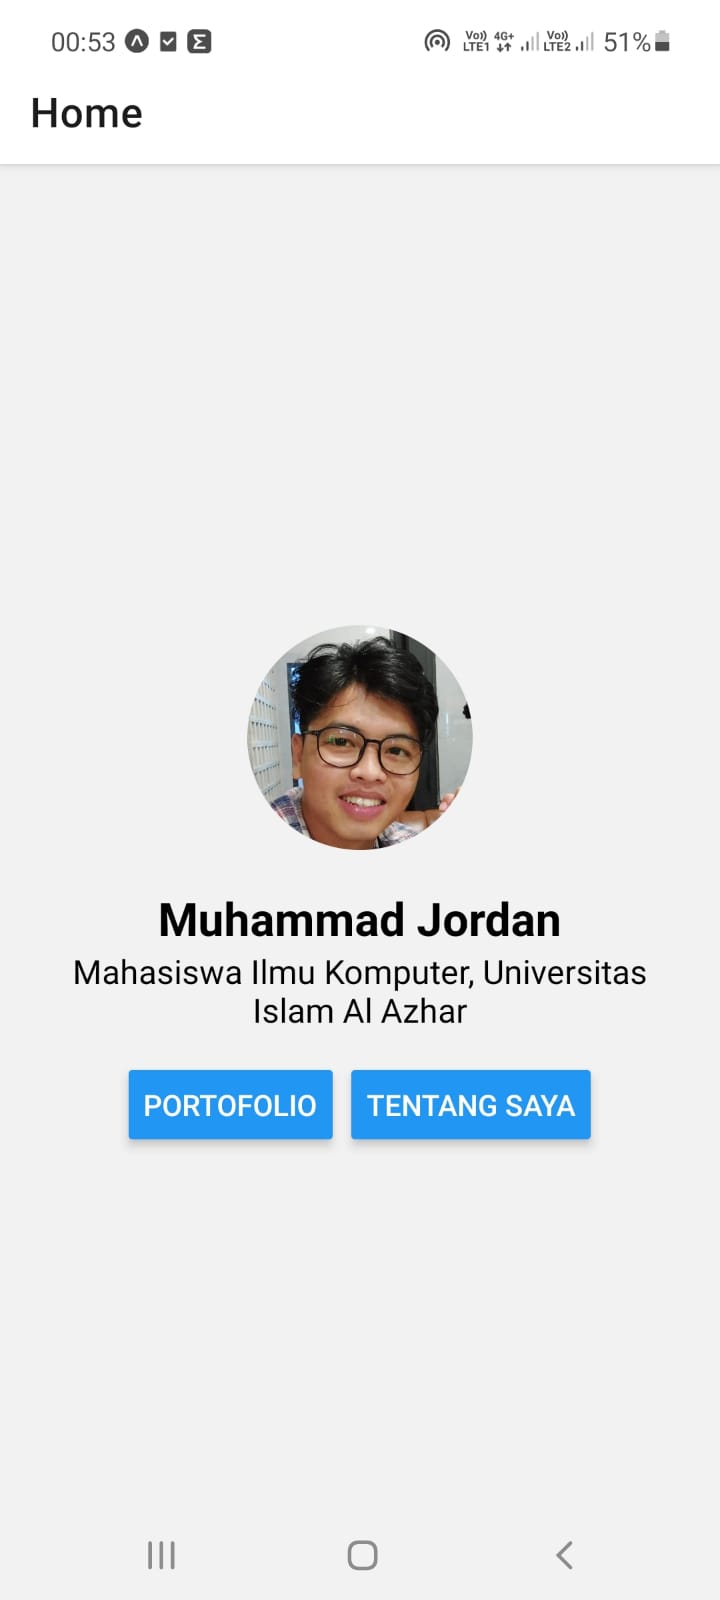 00:53
Vo)) 4G+ Vo)) 51%
LTE1 LTE2
Home
Muhammad Jordan
Mahasiswa Ilmu Komputer, Universitas
Islam Al Azhar
PORTOFOLIO TENTANG SAYA